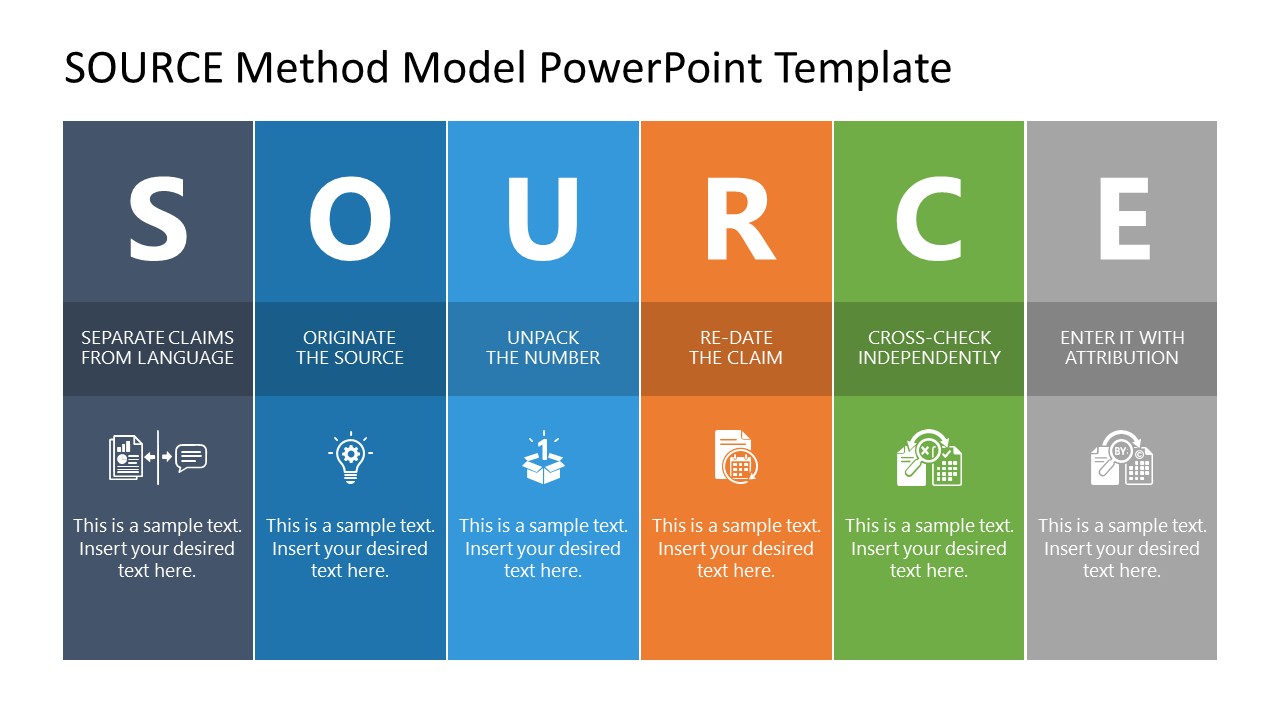 SOURCE Method Model PowerPoint Template
S
SEPARATE CLAIMS
FROM LANGUAGE
This is a sample text.
Insert your desired
text here.
O
ORIGINATE
THE SOURCE
This is a sample text.
Insert your desired
text here.
U
UNPACK
THE NUMBER
1
This is a sample text.
Insert your desired
text here.
R
RE-DATE
THE CLAIM
This is a sample text.
Insert your desired
text here.
C
CROSS-CHECK
INDEPENDENTLY
This is a sample text.
Insert your desired
text here.
E
ENTER IT WITH
ATTRIBUTION
BY:
©
This is a sample text.
Insert your desired
text here.